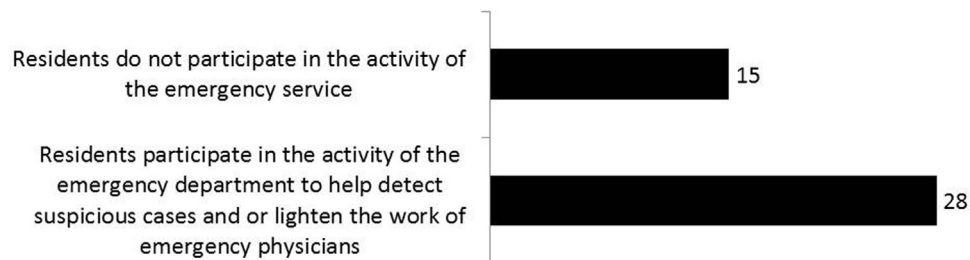 Residents do not participate in the activity of
the emergency service
15
Residents participate in the activity of the
emergency department to help detect
suspicious cases and or lighten the work of
emergency physicians
28